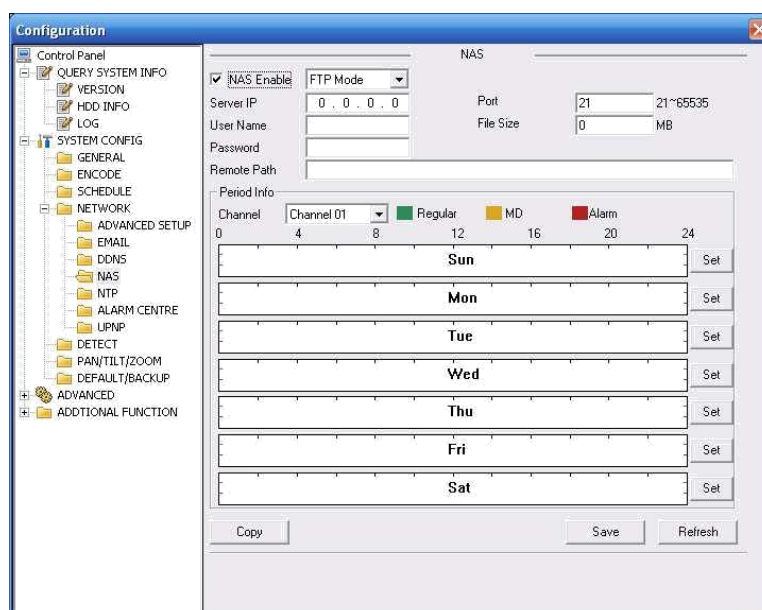 Configuration
Control Panel
QUERY SYSTEM INFO
VERSION
HDD INFO
LOG
SYSTEM CONFIG
GENERAL
ENCODE
SCHEDULE
NETWORK
ADVANCED SETUP
EMAIL
DDNS
NAS
NTP
ALARM CENTRE
UPNP
DETECT
PAN/TILT/ZOOM
DEFAULT/BACKUP
ADVANCED
ADDTIONAL FUNCTION
NAS
NAS Enable FTP Mode
Server IP 0 . 0 . 0 . 0 Port 21 21~65535
User Name File Size 0 MB
Password
Remote Path
Period Info
Channel Channel 01 Regular MD Alarm
0 4 8 12 16 20 24
Sun Set
Mon Set
Tue Set
Wed Set
Thu Set
Fri Set
Sat Set
Copy Save Refresh